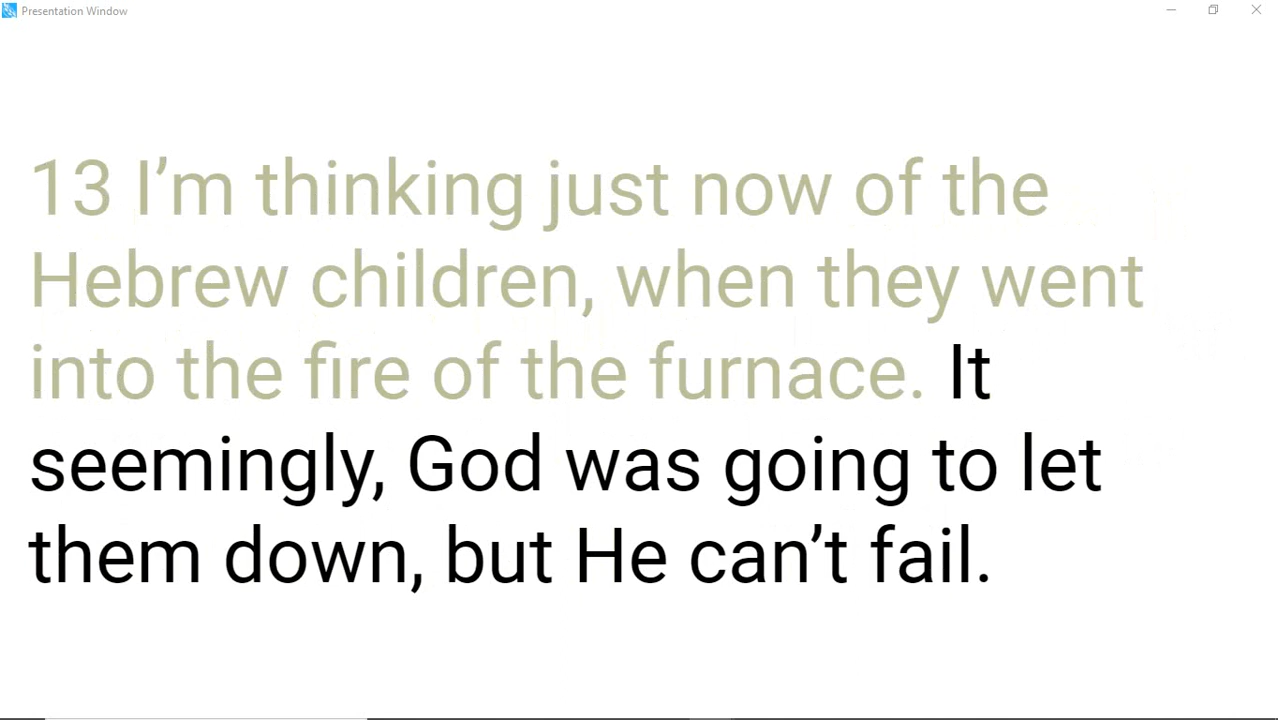 Presentation Window
13 I’m thinking just now of the
Hebrew children, when they went
into the fire of the furnace. It
seemingly, God was going to let
them down, but He can’t fail.